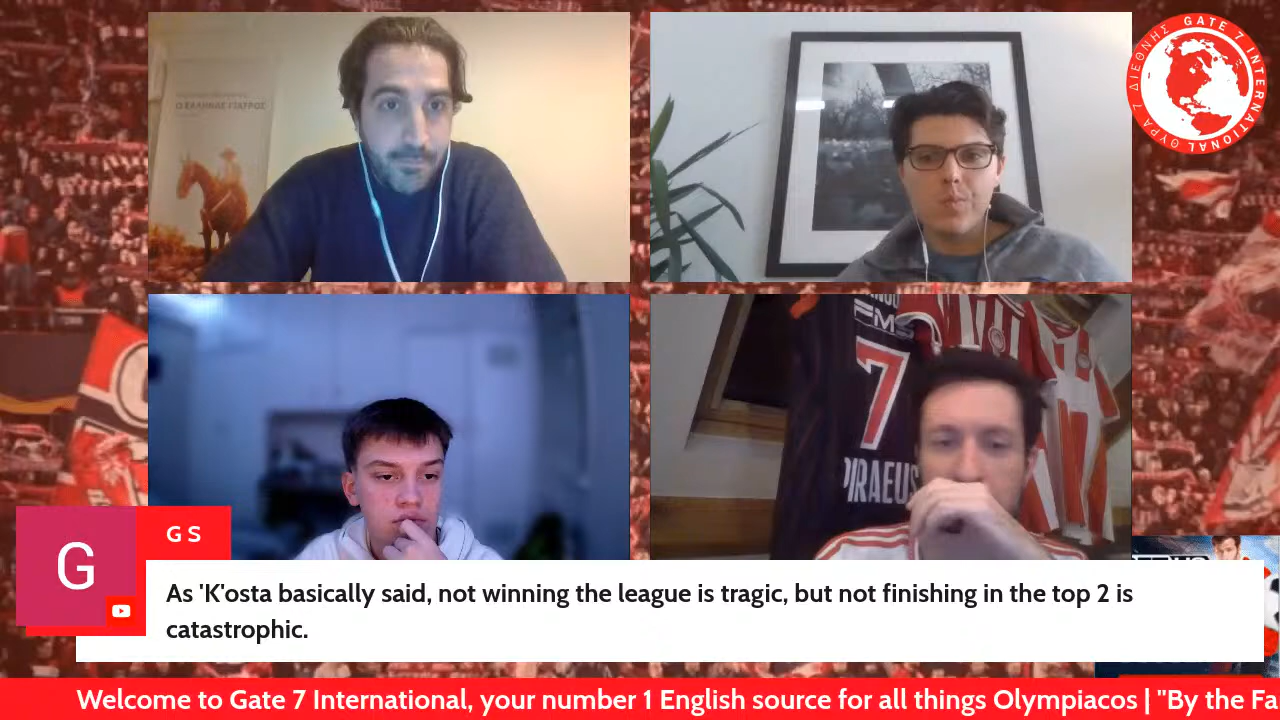 Ο ΕΛΛΗΝΑΣ ΓΙΑΤΡΟΣ
GATE 7 INTERNATIONAL
ΘΥΡΑ 7 ΔΙΕΘΝΗΣ
FMS
7
PIRAEUS
G
G S
As 'K'osta basically said, not winning the league is tragic, but not finishing in the top 2 is
catastrophic.
Welcome to Gate 7 International, your number 1 English source for all things Olympiacos | "By the Fa